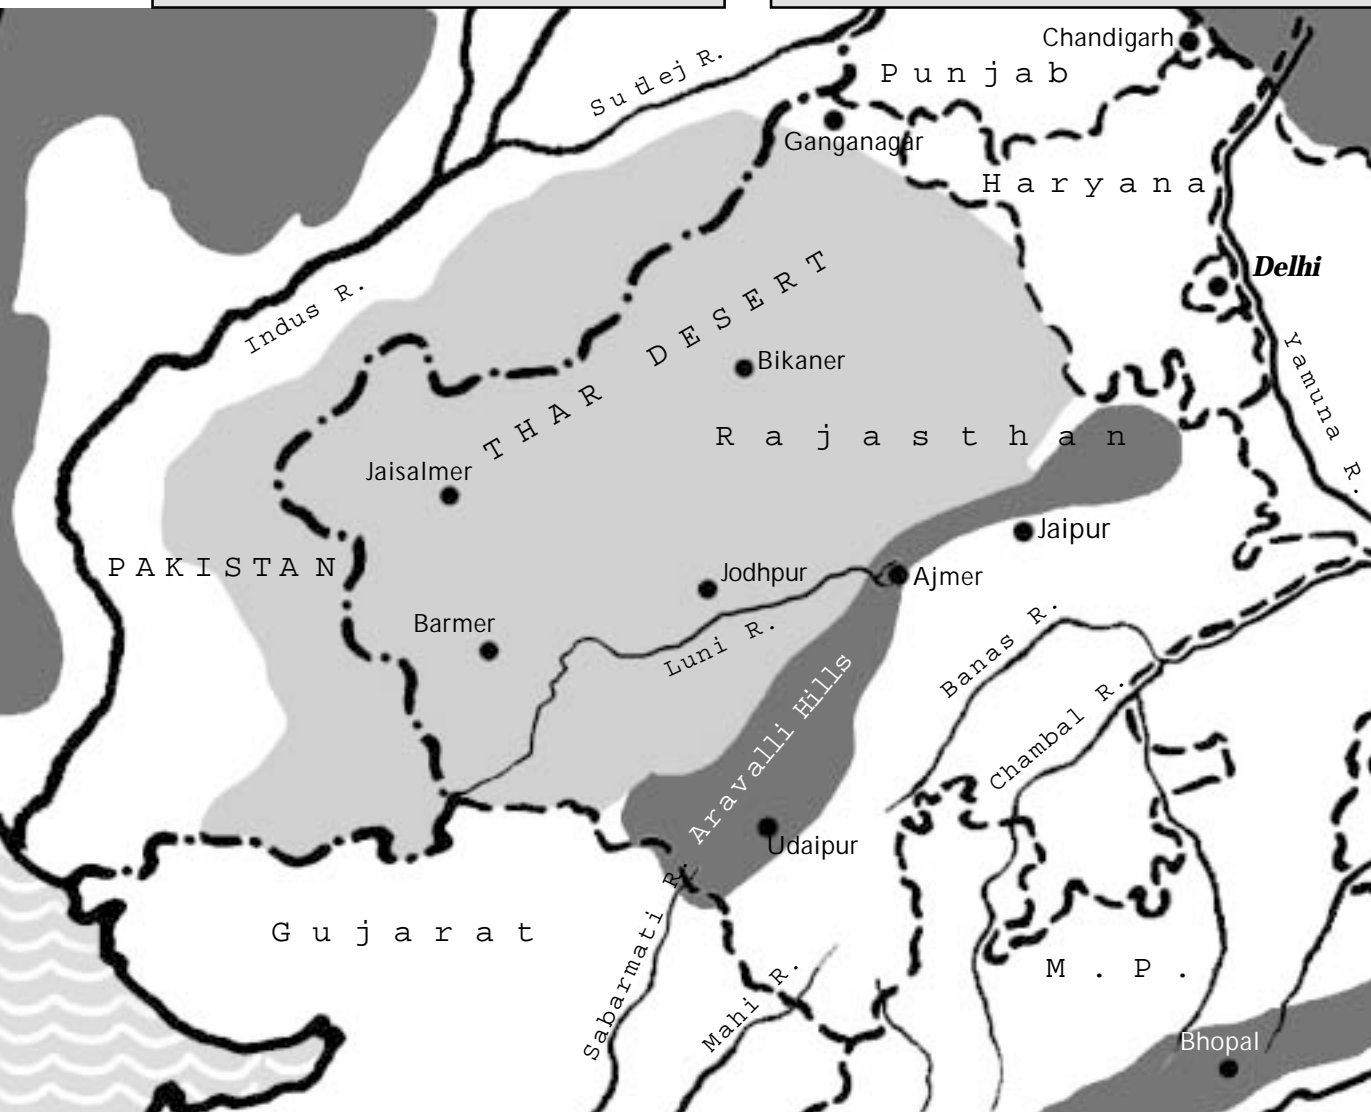 Chandigarh
Sutlej R.
Punjab
Ganganagar
Haryana
Delhi
THAR DESERT
Indus R.
Yamuna R.
Bikaner
Rajasthan
Jaisalmer
Jaipur
PAKISTAN
Jodhpur
Ajmer
Barmer
Luni R.
Banas R.
Aravalli Hills
Chambal R.
Udaipur
Gujarat
Sabarmati R.
Mahi R.
M.P.
Bhopal